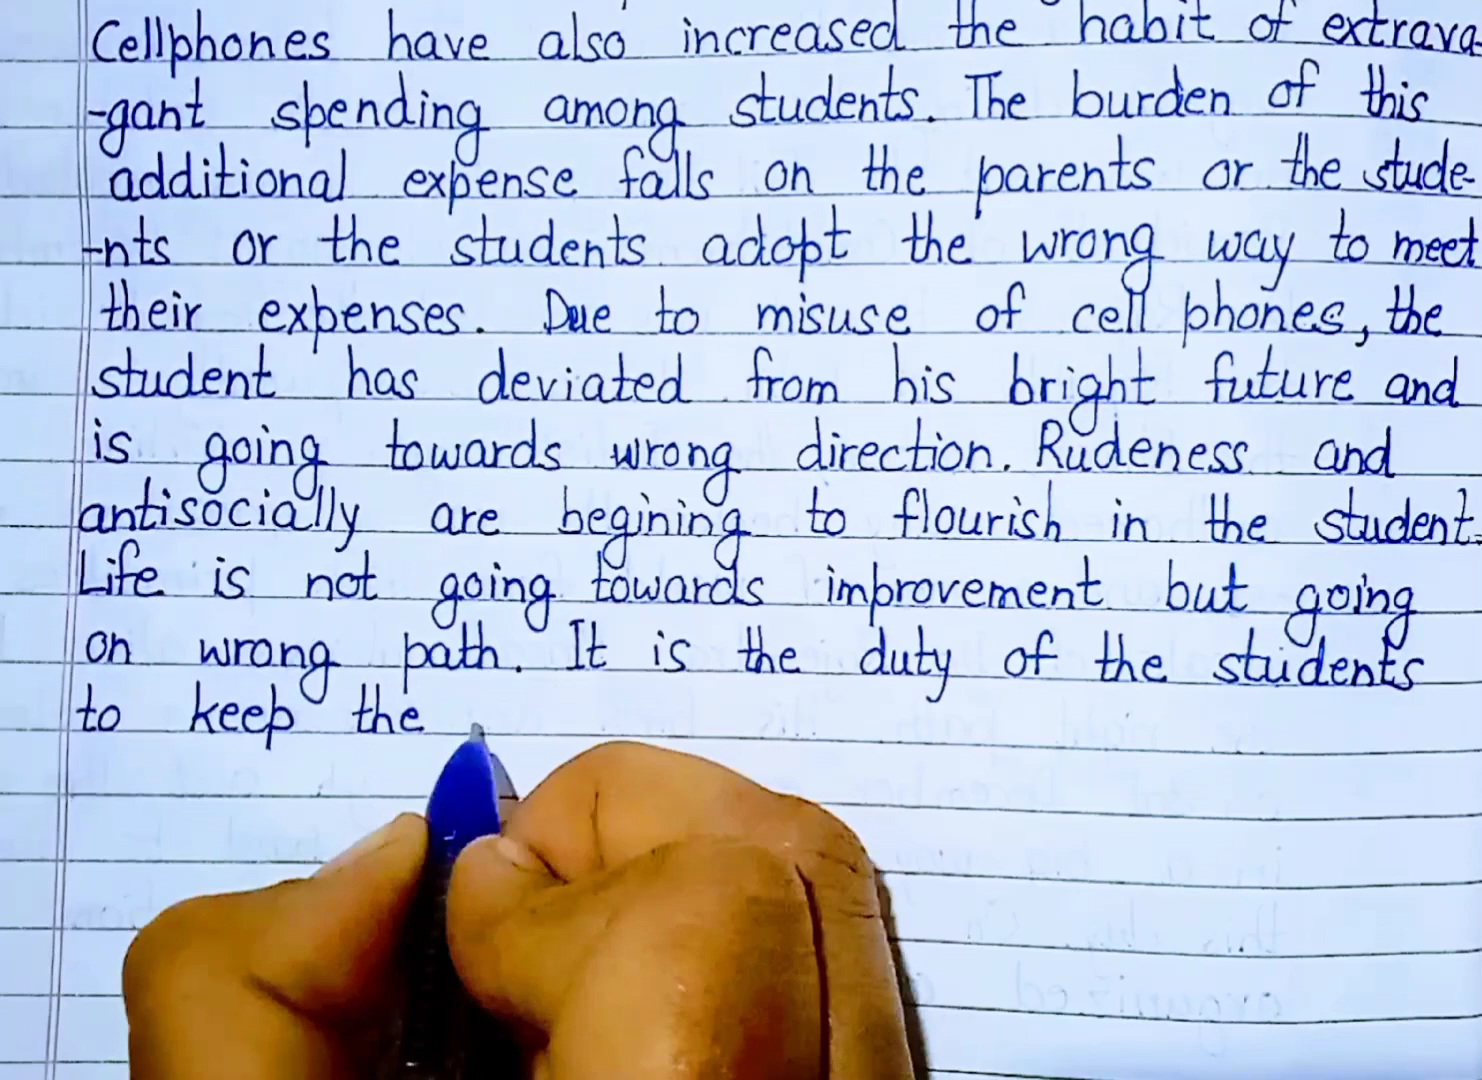 Cellphones have also increased the habit of extrava
-gant spending among students. The burden of this
additional expense falls on the parents or the stude-
-nts or the students adopt the wrong way to meet
their expenses. Due to misuse of cell phones, the
student has deviated from his bright future and
is going towards wrong direction. Rudeness and
antisocially are begining to flourish in the student.
Life is not going towards improvement but going
on wrong path. It is the duty of the students
to keep the